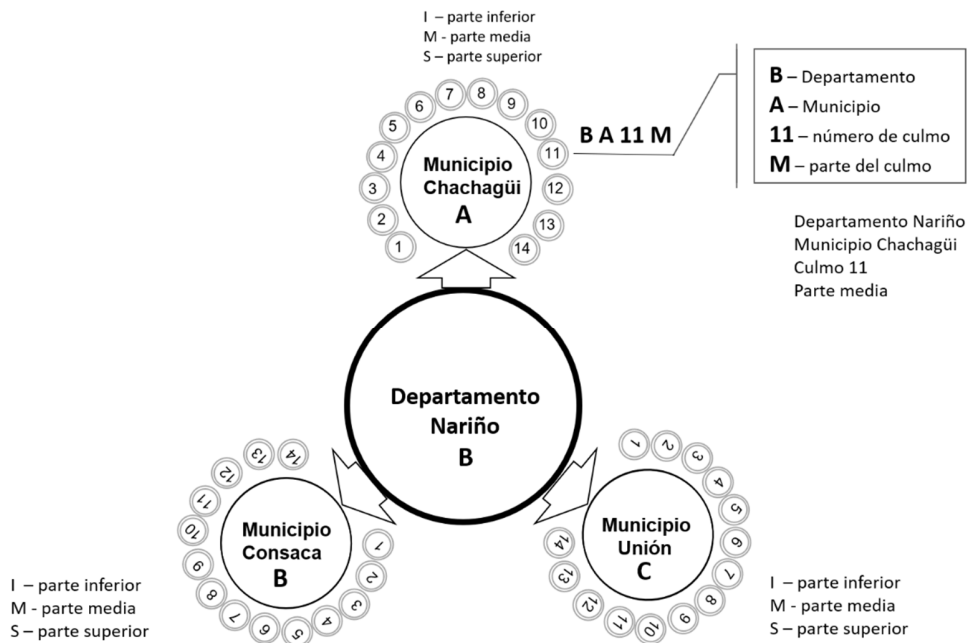 I – parte inferior
M - parte media
S – parte superior
1
2
3
4
5
6
7
8
9
10
11
12
13
14
Municipio
Chachagüi
A
B A 11 M
B – Departamento
A – Municipio
11 – número de culmo
M – parte del culmo
Departamento Nariño
Municipio Chachagüi
Culmo 11
Parte media
Departamento
Nariño
B
1
2
3
4
5
6
7
8
9
10
11
12
13
14
Municipio
Consaca
B
I – parte inferior
M - parte media
S – parte superior
1
2
3
4
5
6
7
8
9
10
11
12
13
14
Municipio
Unión
C
I – parte inferior
M - parte media
S – parte superior